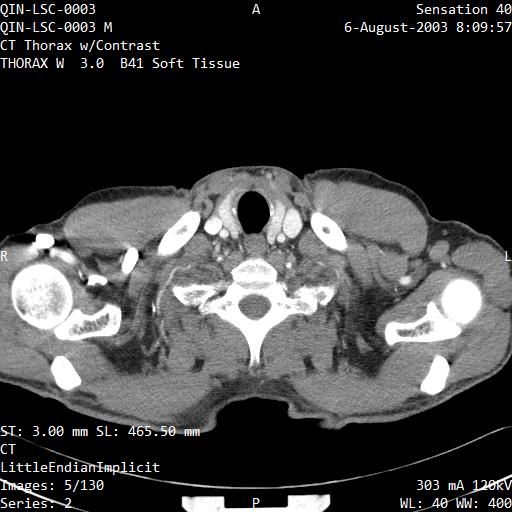 QIN-LSC-0003
A
Sensation 40
QIN-LSC-0003 M
6-August-2003 8:09:57
CT Thorax w/Contrast
THORAX W 3.0 B41 Soft Tissue
R
L
ST: 3.00 mm SL: 465.50 mm
CT
LittleEndianImplicit
Images: 5/130
303 mA 120kV
Series: 2
P
WL: 40 WW: 400